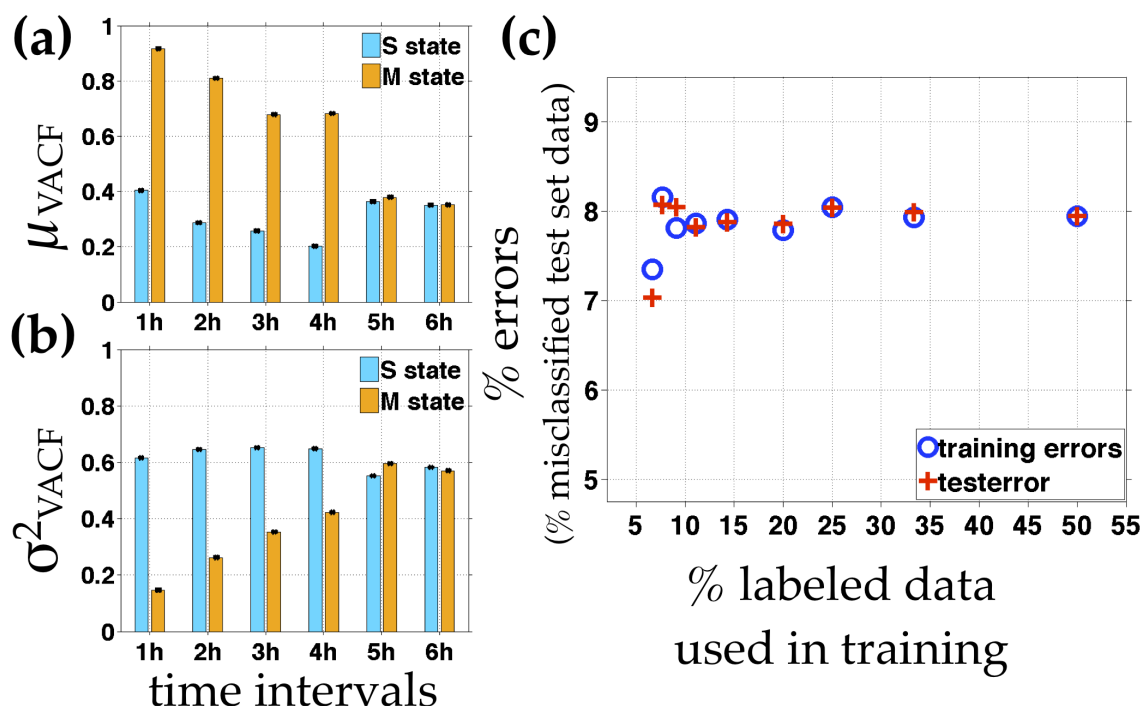 (a)
1
0.8
0.6
0.4
0.2
0
μVACF
S state
M state
1h 2h 3h 4h 5h 6h
(b)
1
0.8
0.6
0.4
0.2
0
σ²VACF
S state
M state
1h 2h 3h 4h 5h 6h
time intervals
(c)
% errors
(% misclassified test set data)
9
8
7
6
5
training errors
testerror
5 10 15 20 25 30 35 40 45 50 55
% labeled data
used in training